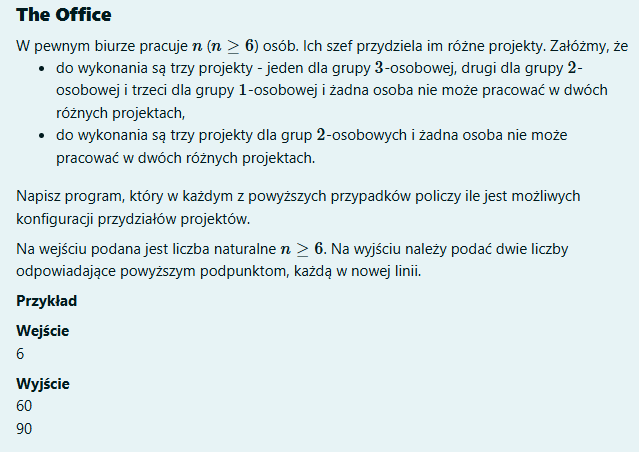 The Office
W pewnym biurze pracuje n (n ≥ 6) osób. Ich szef przydziela im różne projekty. Załóżmy, że
• do wykonania są trzy projekty - jeden dla grupy 3-osobowej, drugi dla grupy 2-
osobowej i trzeci dla grupy 1-osobowej i żadna osoba nie może pracować w dwóch
różnych projektach,
• do wykonania są trzy projekty dla grup 2-osobowych i żadna osoba nie może
pracować w dwóch różnych projektach.
Napisz program, który w każdym z powyższych przypadków policzy ile jest możliwych
konfiguracji przydziałów projektów.
Na wejściu podana jest liczba naturalne n ≥ 6. Na wyjściu należy podać dwie liczby
odpowiadające powyższym podpunktom, każdą w nowej linii.
Przykład
Wejście
6
Wyjście
60
90